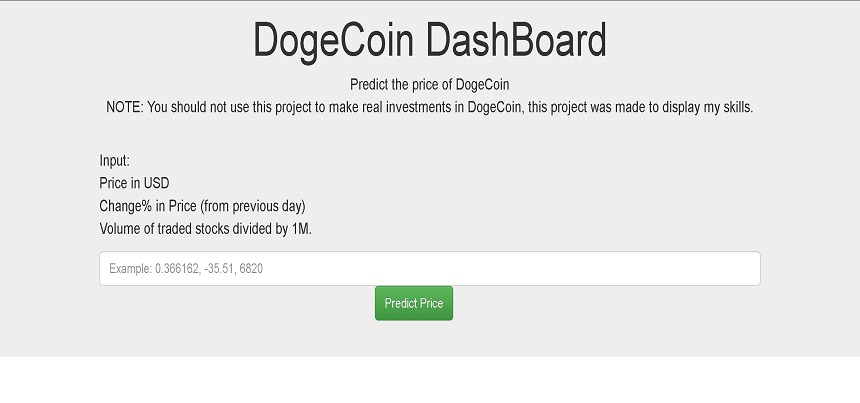 DogeCoin DashBoard
Predict the price of DogeCoin
NOTE: You should not use this project to make real investments in DogeCoin, this project was made to display my skills.
Input:
Price in USD
Change% in Price (from previous day)
Volume of traded stocks divided by 1M.
Example: 0.366162, -35.51, 6820
Predict Price